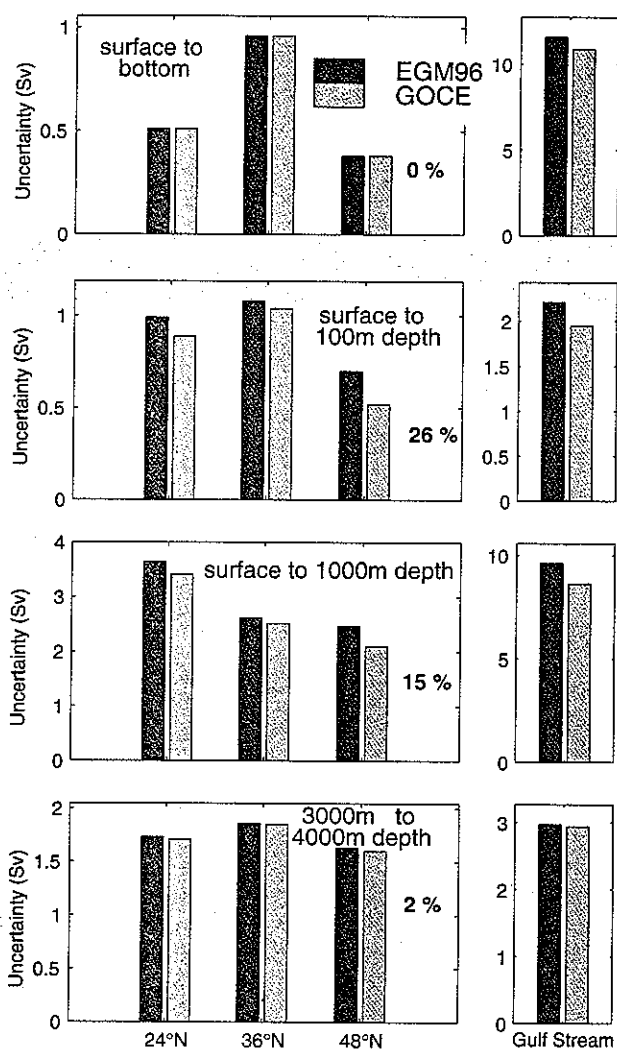 Uncertainty (Sv)
1
0.5
0
surface to
bottom
EGM96
GOCE
0 %
10
5
0
Uncertainty (Sv)
1
0.5
0
surface to
100m depth
26 %
2
1
0.5
0
Uncertainty (Sv)
4
3
2
1
0
surface to 1000m depth
15 %
10
5
0
Uncertainty (Sv)
2
1.5
1
0.5
0
3000m to
4000m depth
2 %
3
2
1
0
24°N 36°N 48°N Gulf Stream